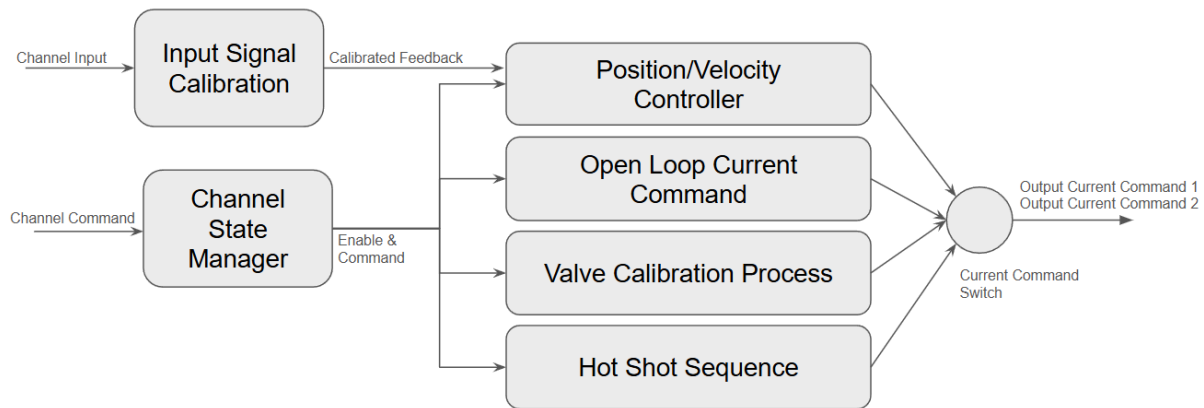 Channel Input
Input Signal
Calibration
Calibrated Feedback
Position/Velocity
Controller
Open Loop Current
Command
Channel Command
Channel
State
Manager
Enable &
Command
Valve Calibration Process
Hot Shot Sequence
Output Current Command 1
Output Current Command 2
Current Command
Switch